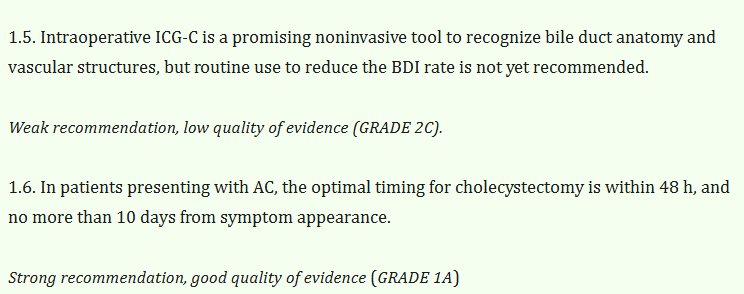 1.5. Intraoperative ICG-C is a promising noninvasive tool to recognize bile duct anatomy and
vascular structures, but routine use to reduce the BDI rate is not yet recommended.
Weak recommendation, low quality of evidence (GRADE 2C).
1.6. In patients presenting with AC, the optimal timing for cholecystectomy is within 48 h, and
no more than 10 days from symptom appearance.
Strong recommendation, good quality of evidence (GRADE 1A)